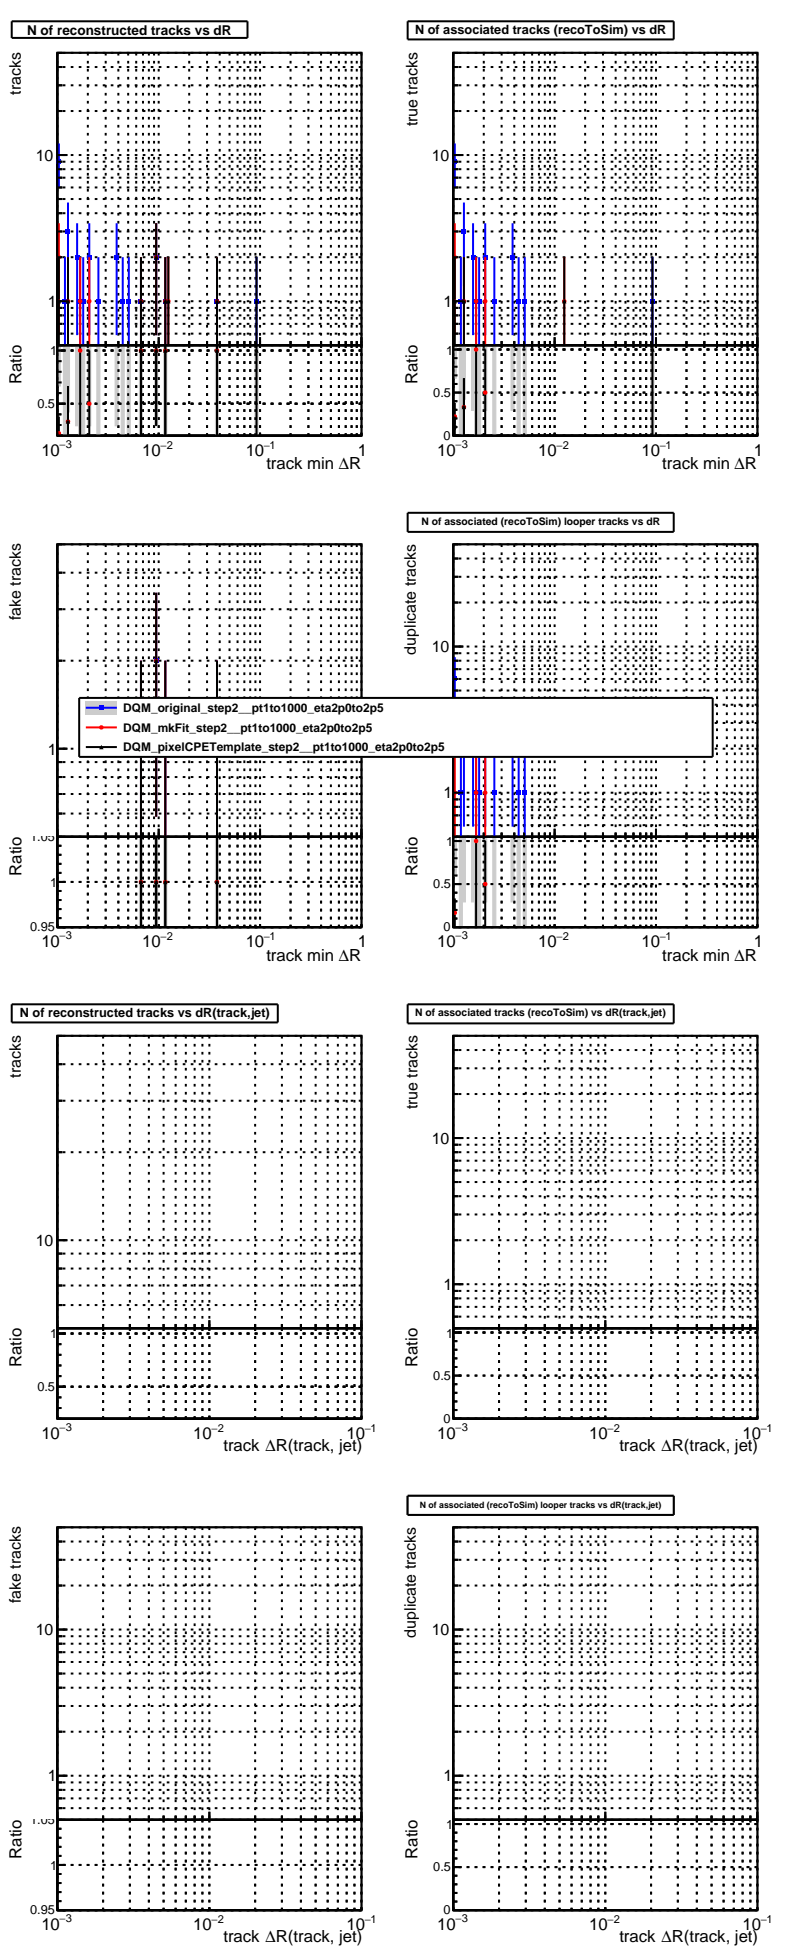 N of reconstructed tracks vs dR
tracks
10
1
Ratio
1
0.5
10−3 10−2 10−1 1
track min ΔR
N of associated tracks (recoToSim) vs dR
true tracks
10
1
Ratio
1
0.5
0
10−3 10−2 10−1 1
track min ΔR
fake tracks
1
Ratio
1.05
1
0.95
10−3 10−2 10−1 1
track min ΔR
N of associated (recoToSim) looper tracks vs dR
duplicate tracks
10
1
Ratio
1
0.5
0
10−3 10−2 10−1 1
track min ΔR
DQM_original_step2__pt1to1000_eta2p0to2p5
DQM_mkFit_step2__pt1to1000_eta2p0to2p5
DQM_pixelCPETemplate_step2__pt1to1000_eta2p0to2p5
N of reconstructed tracks vs dR(track,jet)
tracks
10
1
Ratio
1
0.5
10−3 10−2 10−1
track ΔR(track, jet)
N of associated tracks (recoToSim) vs dR(track,jet)
true tracks
10
1
Ratio
1
0.5
0
10−3 10−2 10−1
track ΔR(track, jet)
fake tracks
10
1
Ratio
1.05
1
0.95
10−3 10−2 10−1
track ΔR(track, jet)
N of associated (recoToSim) looper tracks vs dR(track,jet)
duplicate tracks
10
1
Ratio
1
0.5
0
10−3 10−2 10−1
track ΔR(track, jet)